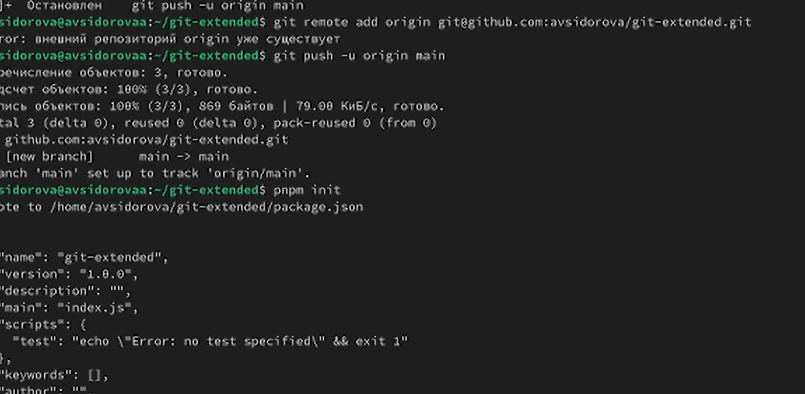 ]+  Остановлен    git push -u origin main
vsidorova@avsidorovaa:~/git-extended$ git remote add origin git@github.com:avsidorova/git-extended.git
ror: внешний репозиторий origin уже существует
vsidorova@avsidorovaa:~/git-extended$ git push -u origin main
речисление объектов: 3, готово.
дсчет объектов: 100% (3/3), готово.
пись объектов: 100% (3/3), 869 байтов | 79.00 КиБ/с, готово.
tal 3 (delta 0), reused 0 (delta 0), pack-reused 0 (from 0)
github.com:avsidorova/git-extended.git
[new branch]      main -> main
anch 'main' set up to track 'origin/main'.
vsidorova@avsidorovaa:~/git-extended$ pnpm init
ote to /home/avsidorova/git-extended/package.json
"name": "git-extended",
"version": "1.0.0",
"description": "",
"main": "index.js",
"scripts": {
"test": "echo \"Error: no test specified\" && exit 1"
},
"keywords": [],
"author": "",